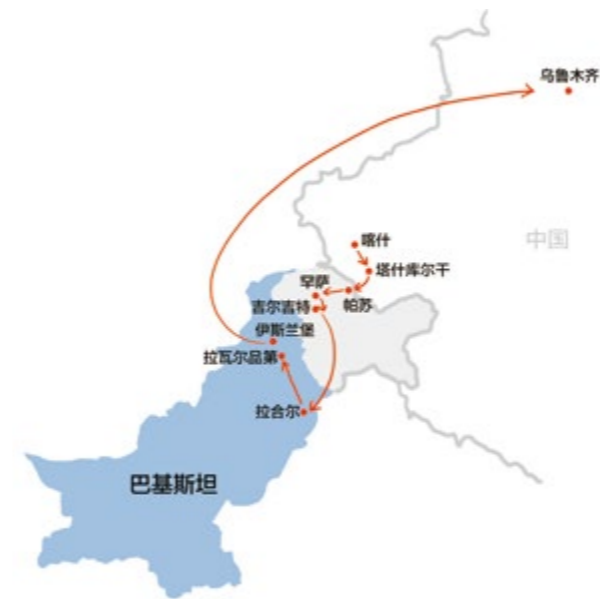 乌鲁木齐
中国
喀什
塔什库尔干
罕萨
帕苏
吉尔吉特
伊斯兰堡
拉瓦尔品第
拉合尔
巴基斯坦